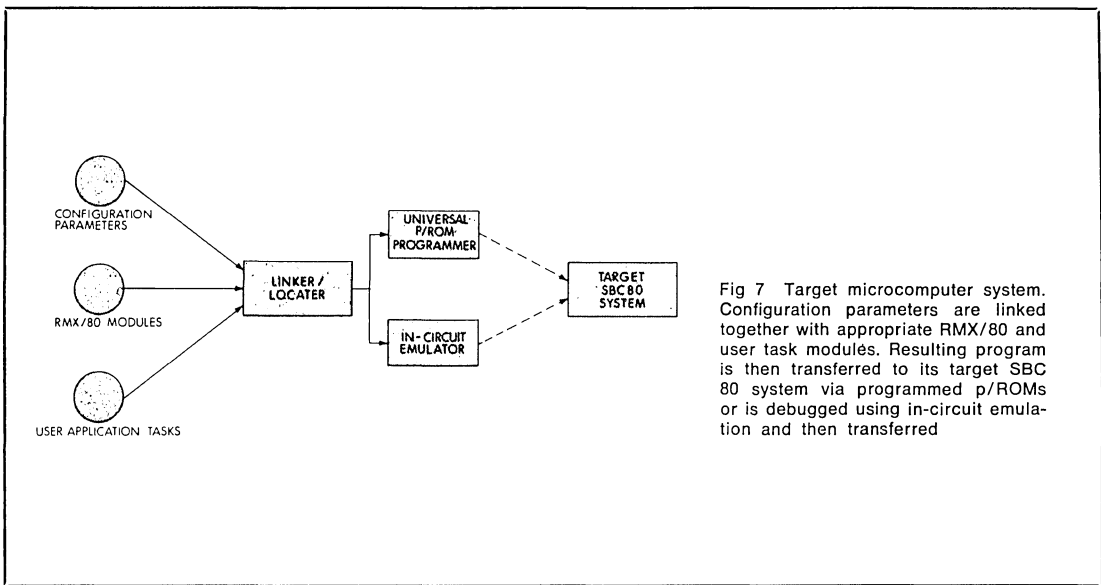 CONFIGURATION
PARAMETERS
RMX/80 MODULES
USER APPLICATION TASKS
LINKER/
LOCATER
UNIVERSAL
P/ROM
PROGRAMMER
IN-CIRCUIT
EMULATOR
TARGET
SBC80
SYSTEM
Fig 7 Target microcomputer system.
Configuration parameters are linked
together with appropriate RMX/80 and
user task modules. Resulting program
is then transferred to its target SBC
80 system via programmed p/ROMs
or is debugged using in-circuit emula-
tion and then transferred